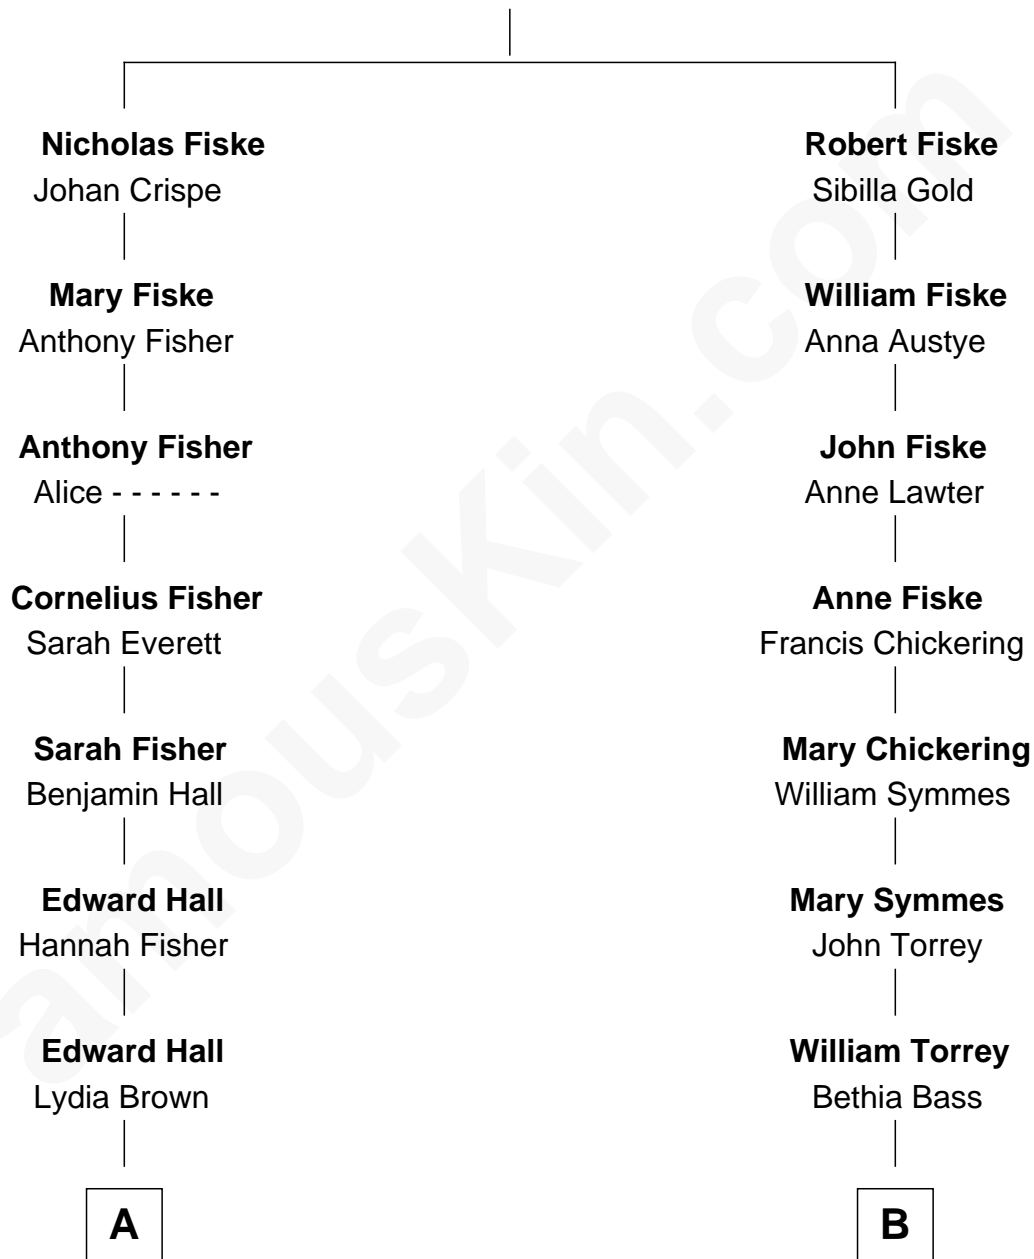 Nicholas Fiske
Johan Crispe
Mary Fiske
Anthony Fisher
Anthony Fisher
Alice - - - - - -
Cornelius Fisher
Sarah Everett
Sarah Fisher
Benjamin Hall
Edward Hall
Hannah Fisher
Edward Hall
Lydia Brown
A
Robert Fiske
Sibilla Gold
William Fiske
Anna Austye
John Fiske
Anne Lawter
Anne Fiske
Francis Chickering
Mary Chickering
William Symmes
Mary Symmes
John Torrey
William Torrey
Bethia Bass
B
amouskin.com